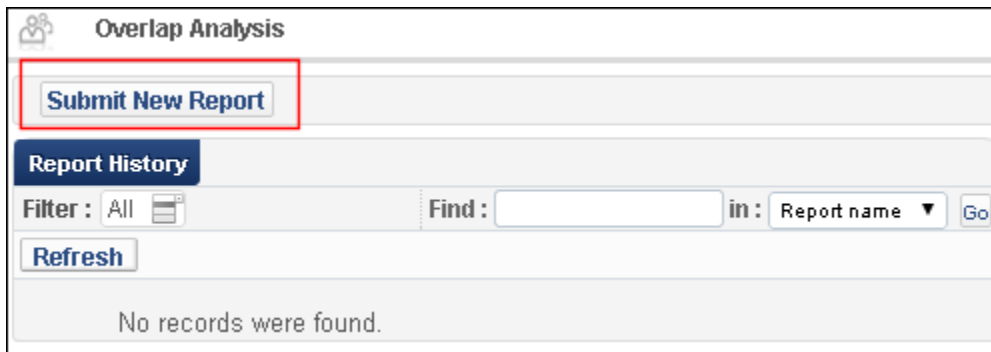 Overlap Analysis
Submit New Report
Report History
Filter : All Find : in : Report name Go
Refresh
No records were found.